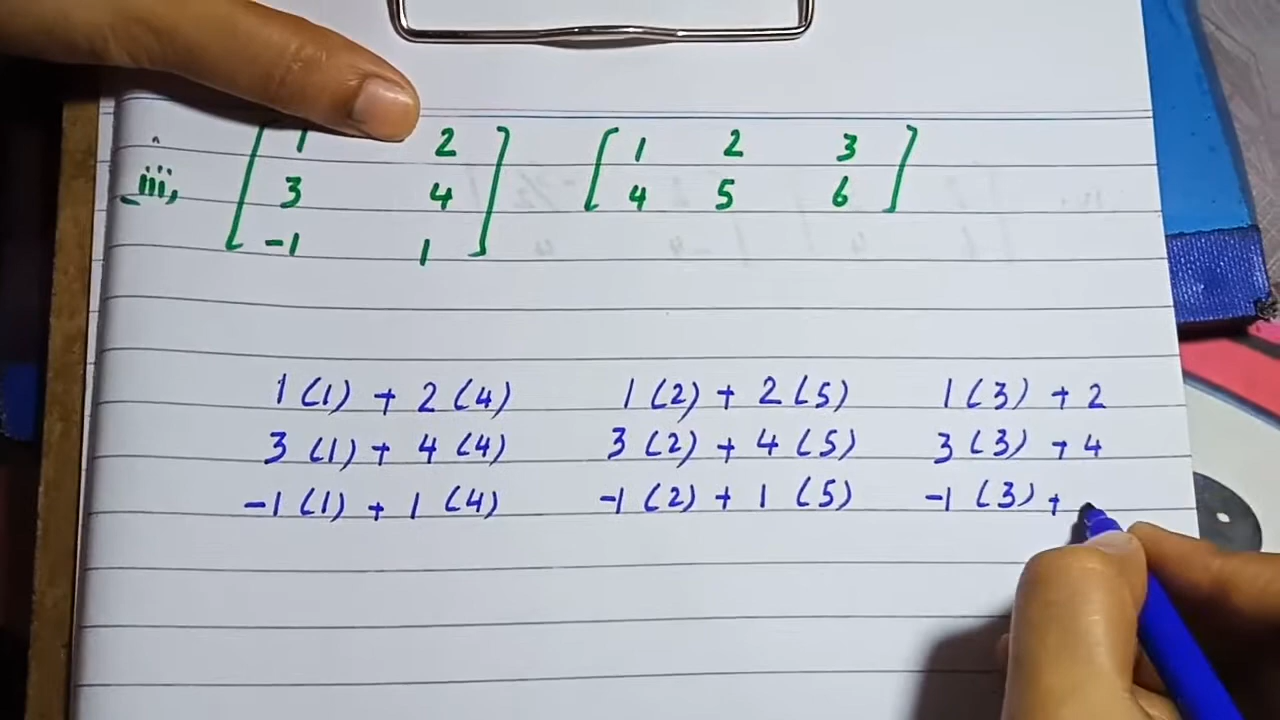 iii, [ 1 2 ] [ 1 2 3 ]
3 4 4 5 6
-1 1
1 (1) + 2 (4) 1 (2) + 2 (5) 1 (3) + 2
3 (1) + 4 (4) 3 (2) + 4 (5) 3 (3) + 4
-1 (1) + 1 (4) -1 (2) + 1 (5) -1 (3) +